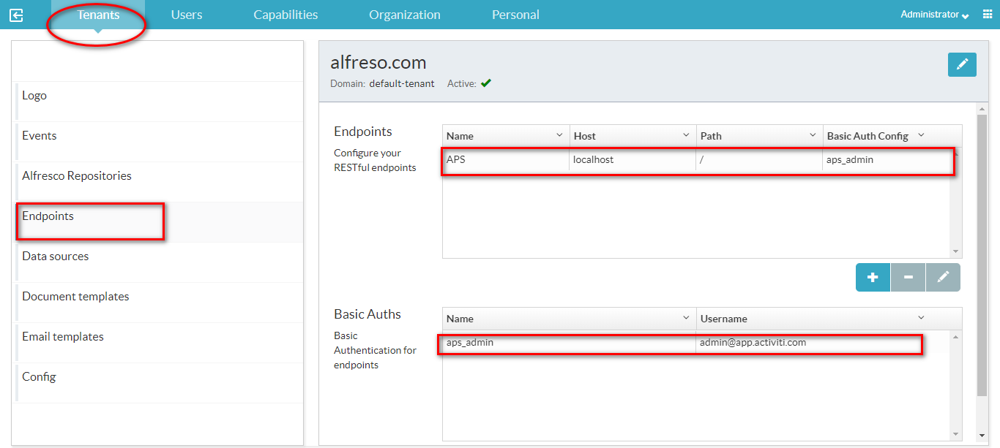 Tenants Users Capabilities Organization Personal Administrator
Logo
Events
Alfresco Repositories
Endpoints
Data sources
Document templates
Email templates
Config
alfreso.com
Domain: default-tenant Active:
Endpoints
Configure your
RESTful endpoints
Name Host Path Basic Auth Config
APS localhost / aps_admin
Basic Auths
Basic
Authentication for
endpoints
Name Username
aps_admin admin@app.activiti.com